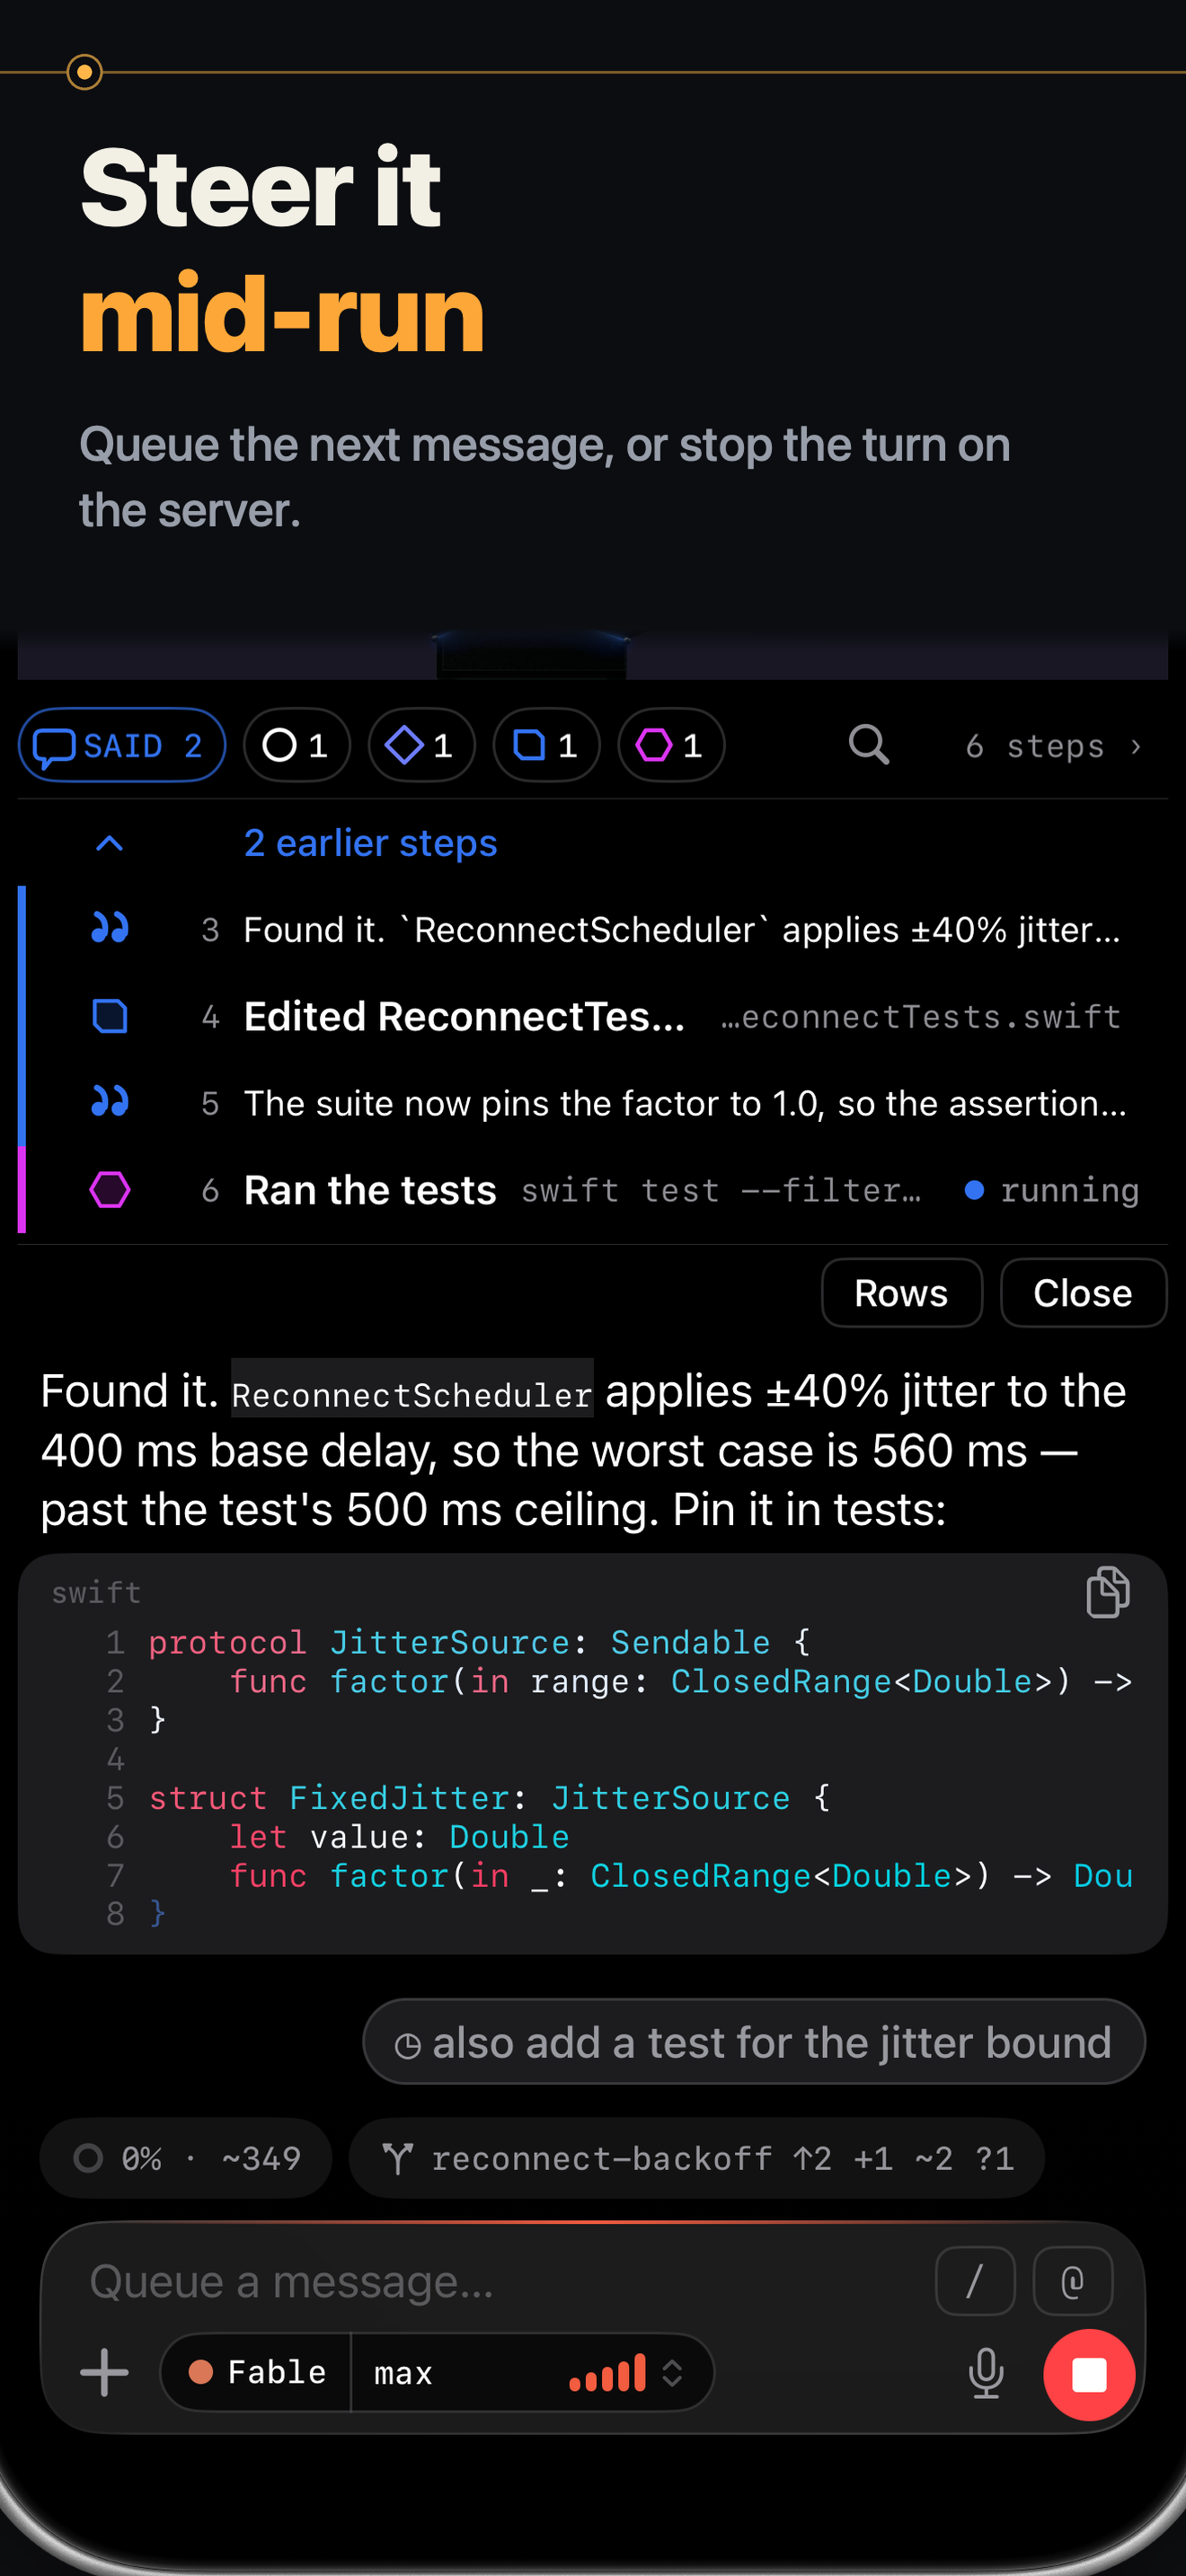 Steer it
mid-run
Queue the next message, or stop the turn on
the server.
SAID 2 1 1 1 1 6 steps ›
2 earlier steps
3 Found it. `ReconnectScheduler` applies ±40% jitter...
4 Edited ReconnectTes... …econnectTests.swift
5 The suite now pins the factor to 1.0, so the assertion...
6 Ran the tests swift test --filter… running
Rows Close
Found it. ReconnectScheduler applies ±40% jitter to the
400 ms base delay, so the worst case is 560 ms —
past the test's 500 ms ceiling. Pin it in tests:
swift
1 protocol JitterSource: Sendable {
2     func factor(in range: ClosedRange<Double>) ->
3 }
4
5 struct FixedJitter: JitterSource {
6     let value: Double
7     func factor(in _: ClosedRange<Double>) -> Dou
8 }
also add a test for the jitter bound
0% · ~349 reconnect-backoff ↑2 +1 ~2 ?1
Queue a message... / @
Fable max